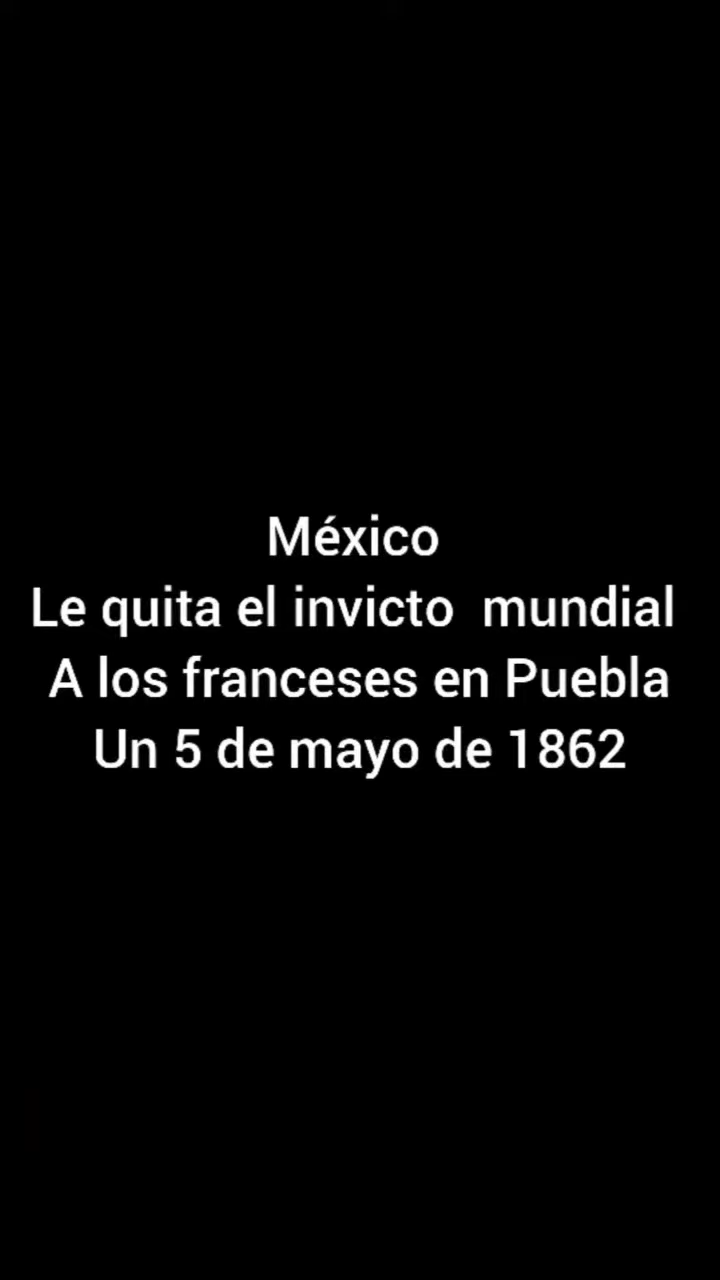 México
Le quita el invicto mundial
A los franceses en Puebla
Un 5 de mayo de 1862